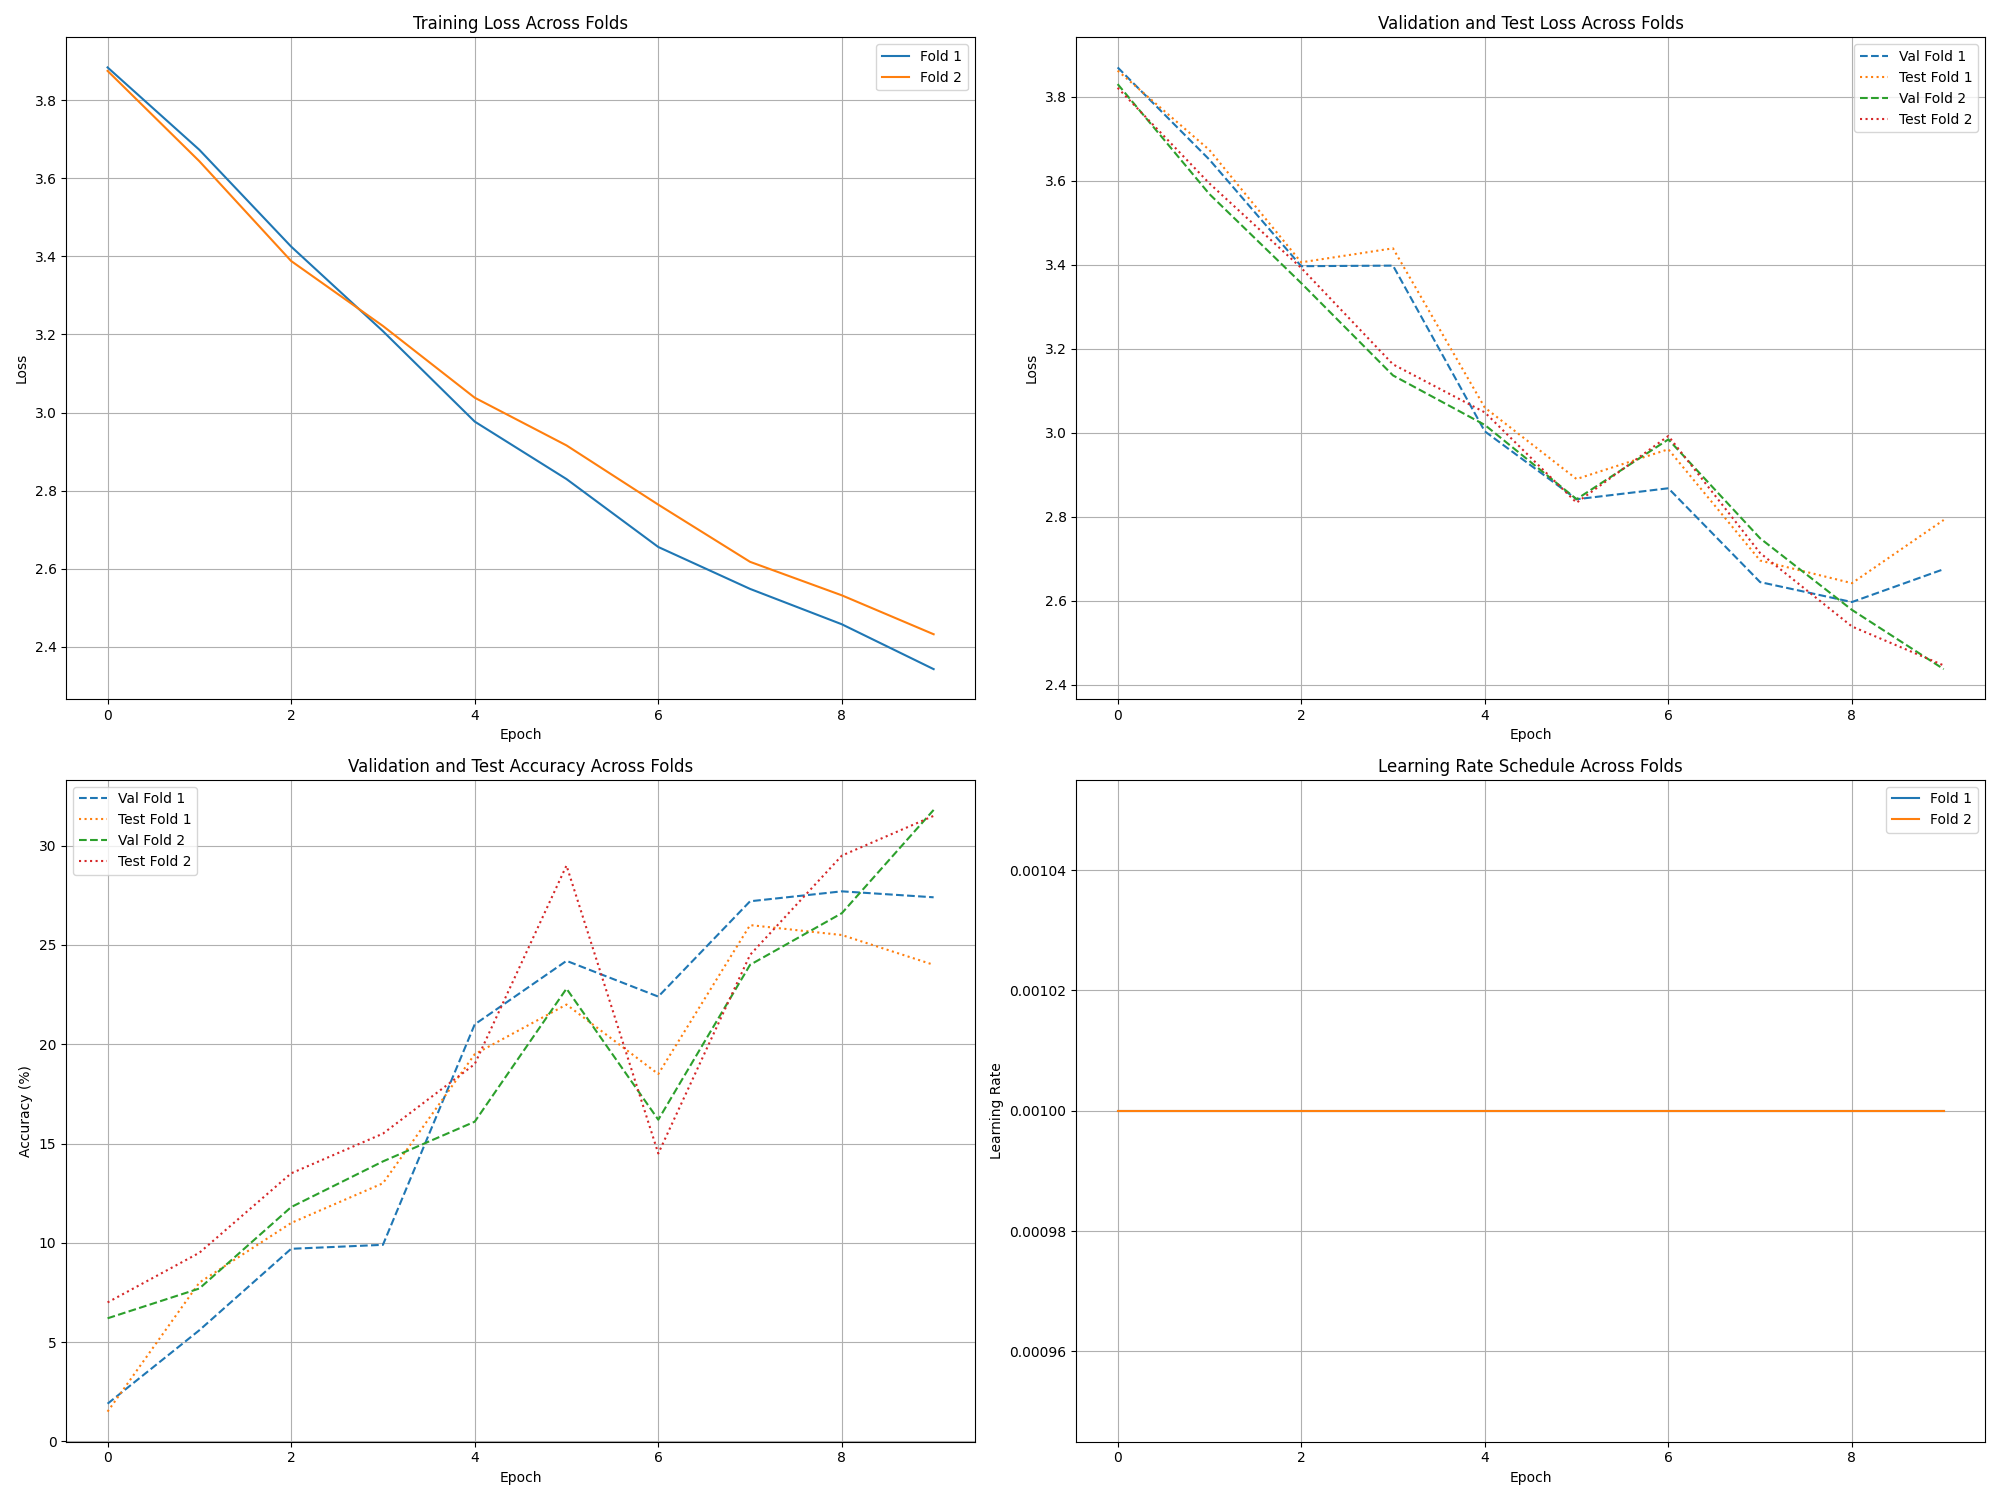 Training Loss Across Folds
Fold 1
Fold 2
3.8
3.6
3.4
3.2
3.0
2.8
2.6
2.4
Loss
0 2 4 6 8
Epoch
Validation and Test Loss Across Folds
Val Fold 1
Test Fold 1
Val Fold 2
Test Fold 2
3.8
3.6
3.4
3.2
3.0
2.8
2.6
2.4
Loss
0 2 4 6 8
Epoch
Validation and Test Accuracy Across Folds
Val Fold 1
Test Fold 1
Val Fold 2
Test Fold 2
30
25
20
15
10
5
0
Accuracy (%)
0 2 4 6 8
Epoch
Learning Rate Schedule Across Folds
Fold 1
Fold 2
0.00104
0.00102
0.00100
0.00098
0.00096
Learning Rate
0 2 4 6 8
Epoch